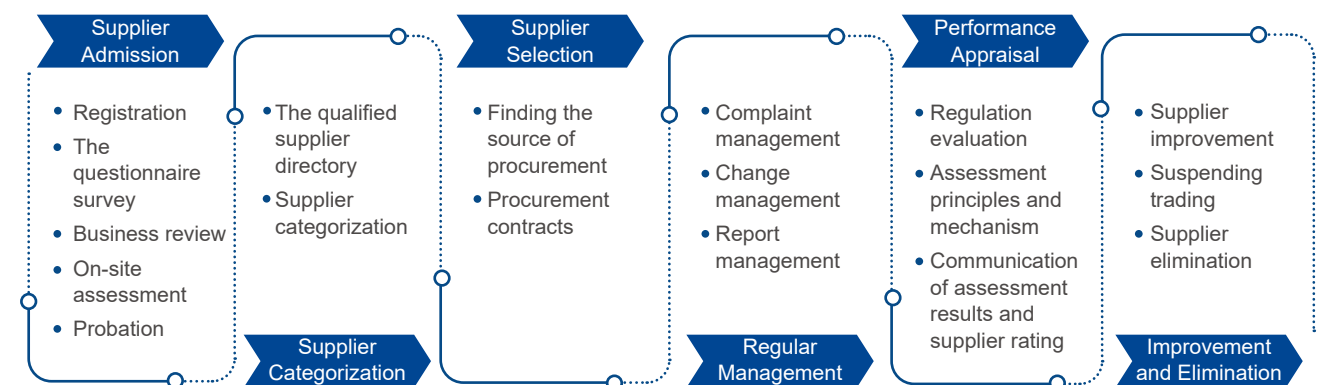 Supplier
Admission
• Registration
• The
questionnaire
survey
• Business review
• On-site
assessment
• Probation
• The qualified
supplier
directory
• Supplier
categorization
Supplier
Categorization
Supplier
Selection
• Finding the
source of
procurement
• Procurement
contracts
• Complaint
management
• Change
management
• Report
management
Regular
Management
Performance
Appraisal
• Regulation
evaluation
• Assessment
principles and
mechanism
• Communication
of assessment
results and
supplier rating
• Supplier
improvement
• Suspending
trading
• Supplier
elimination
Improvement
and Elimination